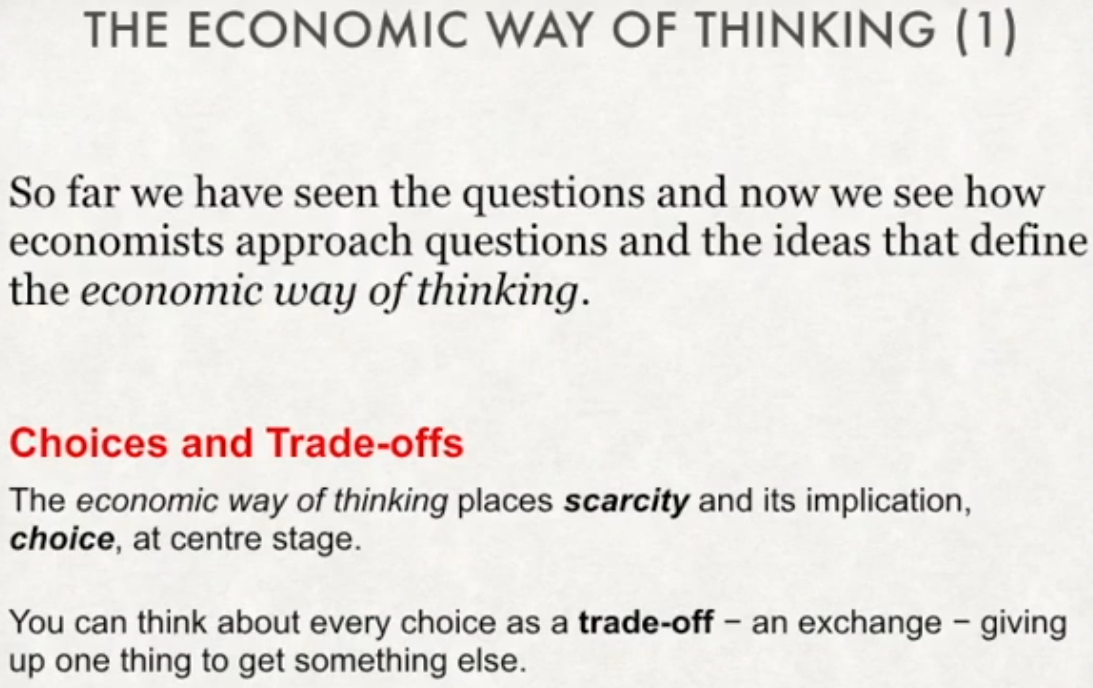 THE ECONOMIC WAY OF THINKING (1)
So far we have seen the questions and now we see how
economists approach questions and the ideas that define
the economic way of thinking.
Choices and Trade-offs
The economic way of thinking places scarcity and its implication,
choice, at centre stage.
You can think about every choice as a trade-off – an exchange – giving
up one thing to get something else.